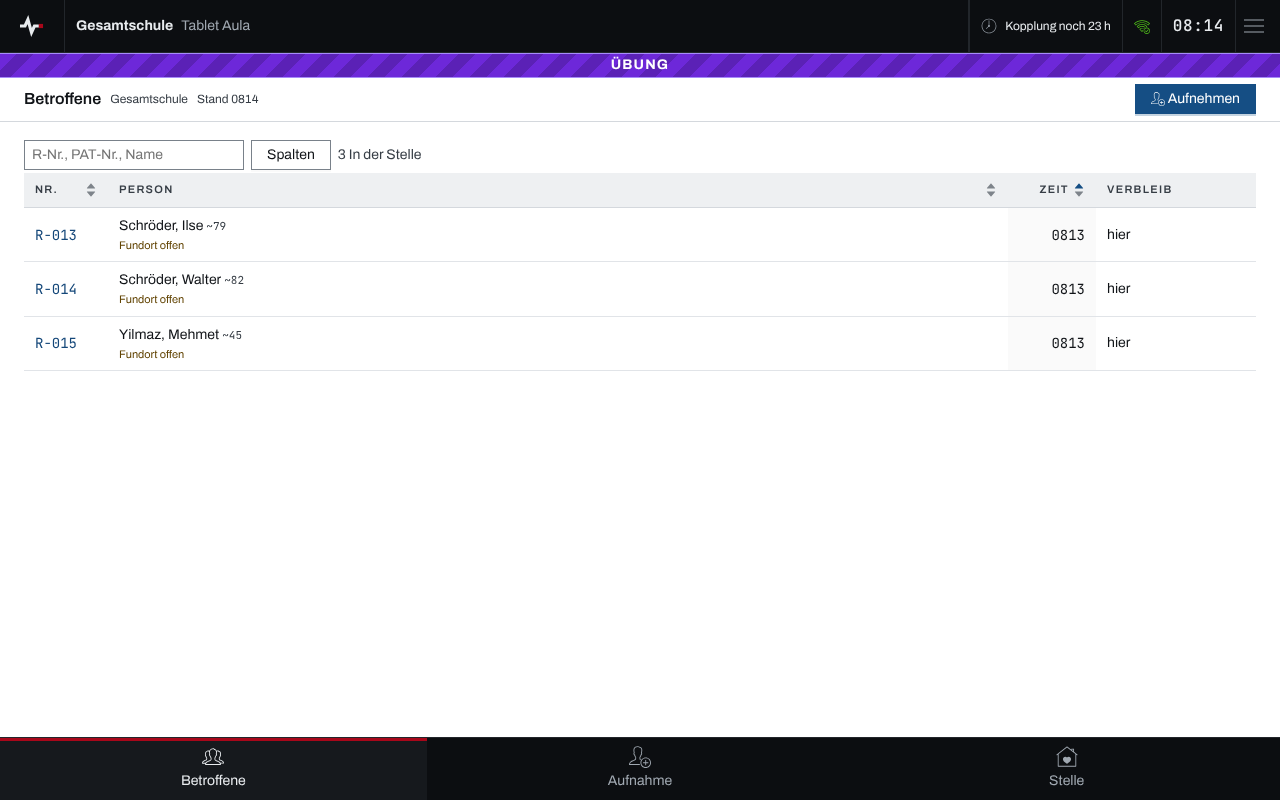 Gesamtschule Tablet Aula Kopplung noch 23 h 08:14
ÜBUNG
Betroffene Gesamtschule Stand 0814 Aufnehmen
R-Nr., PAT-Nr., Name Spalten 3 In der Stelle
NR. PERSON ZEIT VERBLEIB
R-013 Schröder, Ilse ~79 0813 hier
Fundort offen
R-014 Schröder, Walter ~82 0813 hier
Fundort offen
R-015 Yilmaz, Mehmet ~45 0813 hier
Fundort offen
Betroffene Aufnahme Stelle